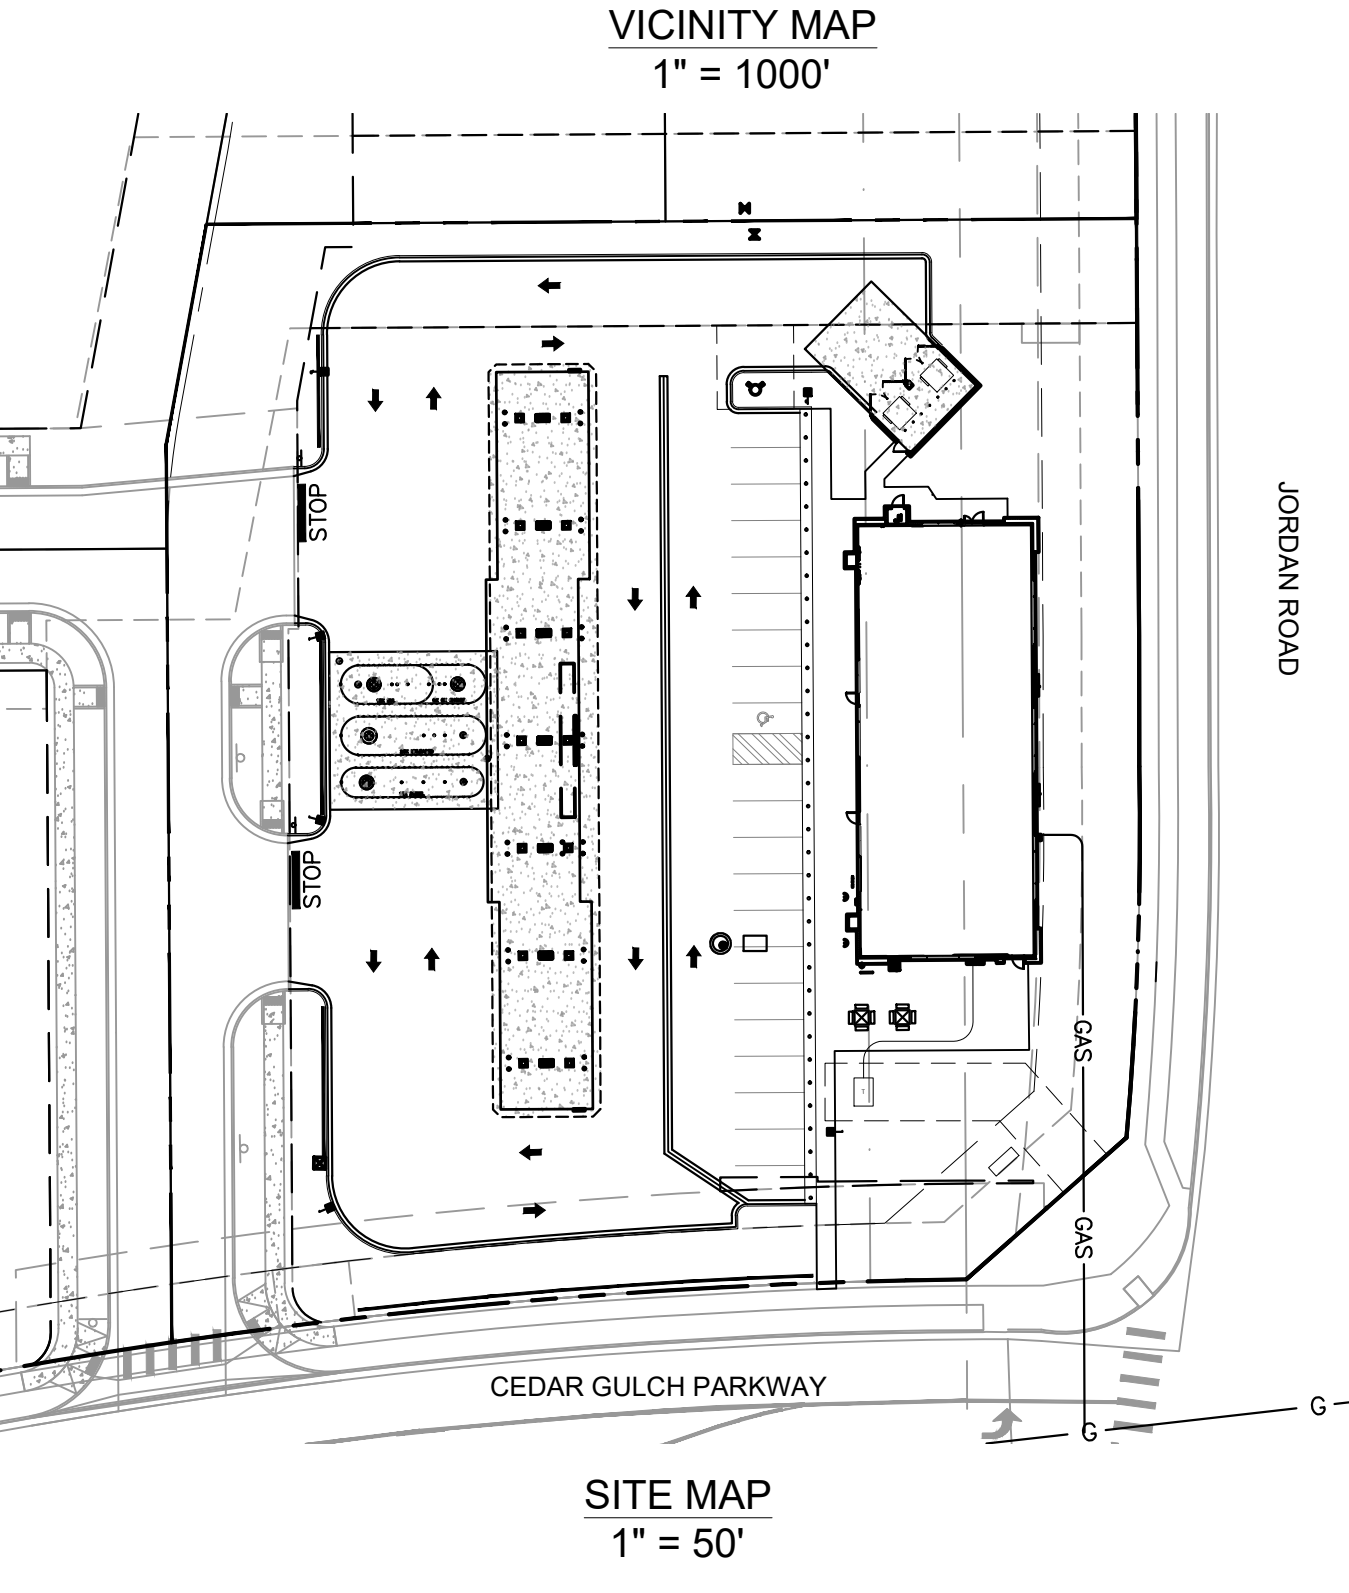 VICINITY MAP
1" = 1000'
STOP
JORDAN ROAD
STOP
GAS
T
GAS
CEDAR GULCH PARKWAY
G
G
SITE MAP
1" = 50'